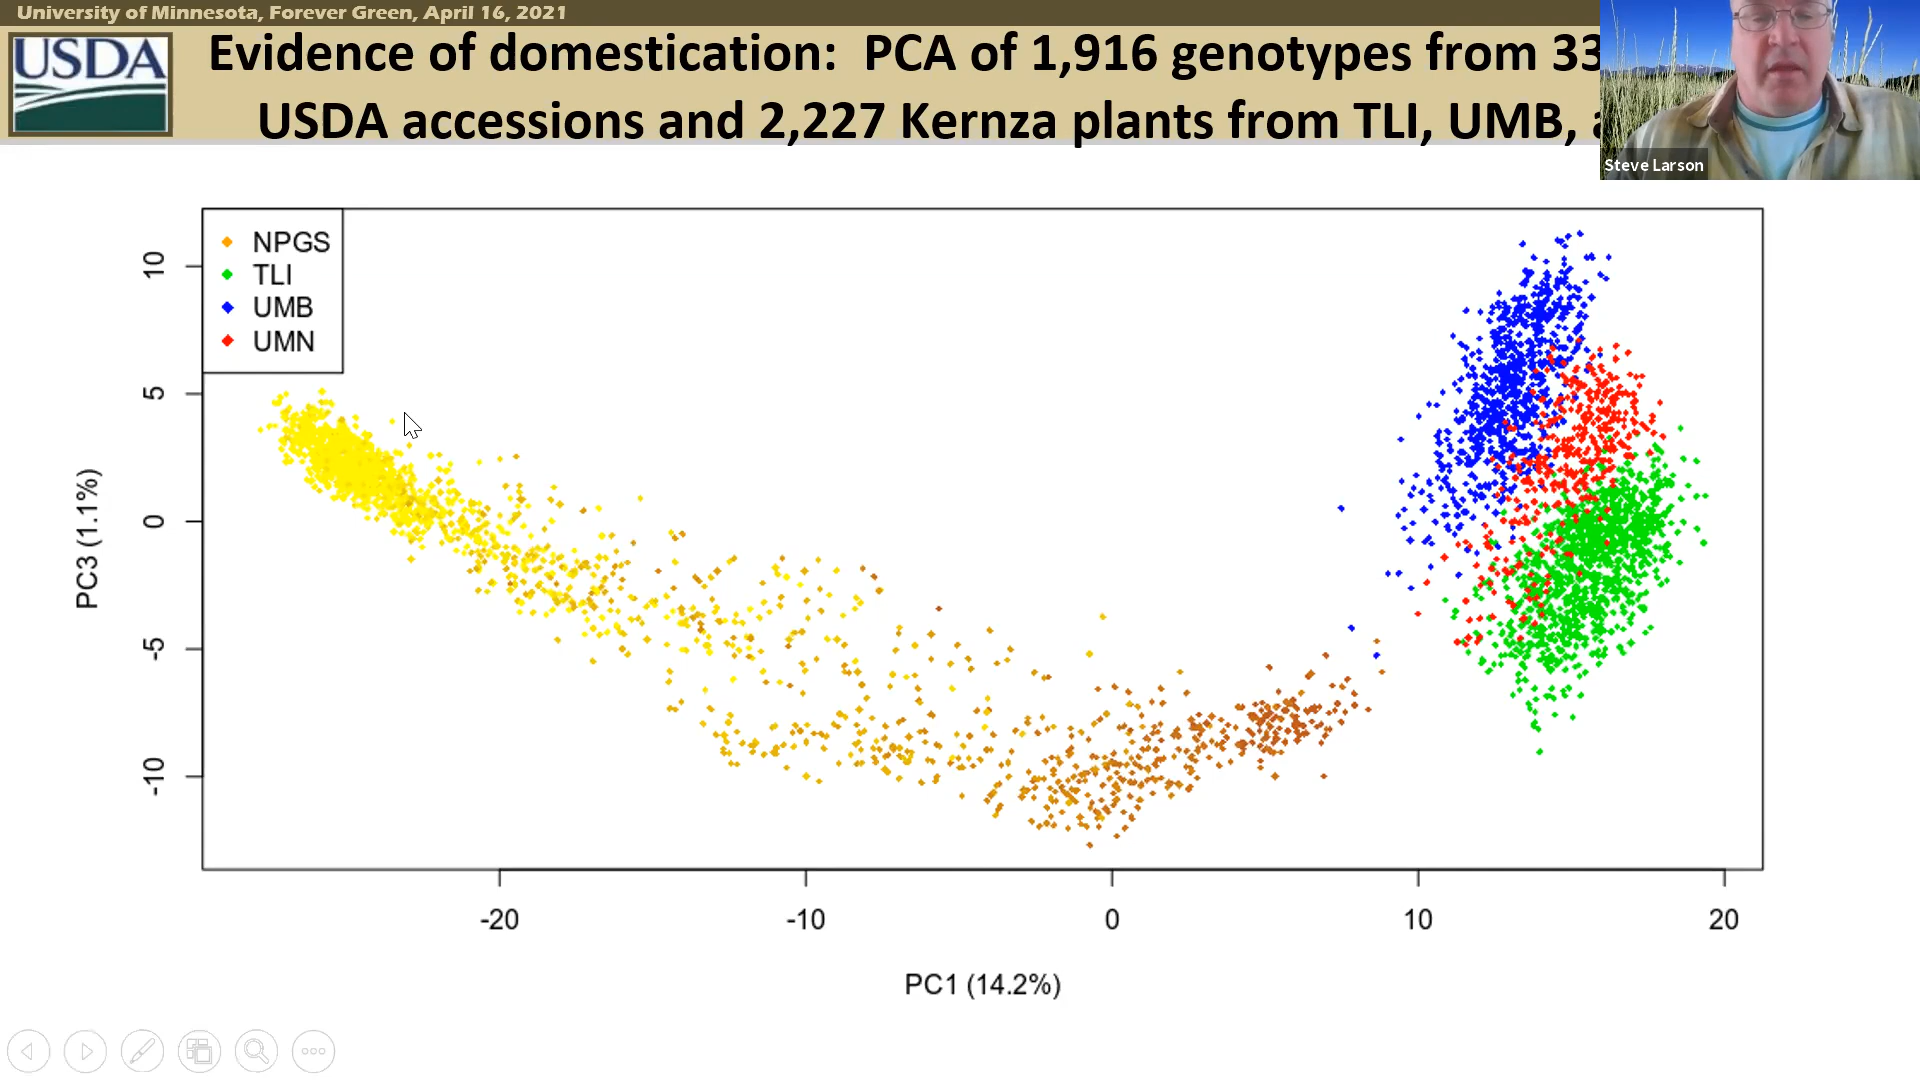 University of Minnesota, Forever Green, April 16, 2021
USDA
Evidence of domestication: PCA of 1,916 genotypes from 33
USDA accessions and 2,227 Kernza plants from TLI, UMB,
Steve Larson
NPGS
TLI
UMB
UMN
10
5
0
-5
-10
PC3 (1.1%)
-20
-10
0
10
20
PC1 (14.2%)